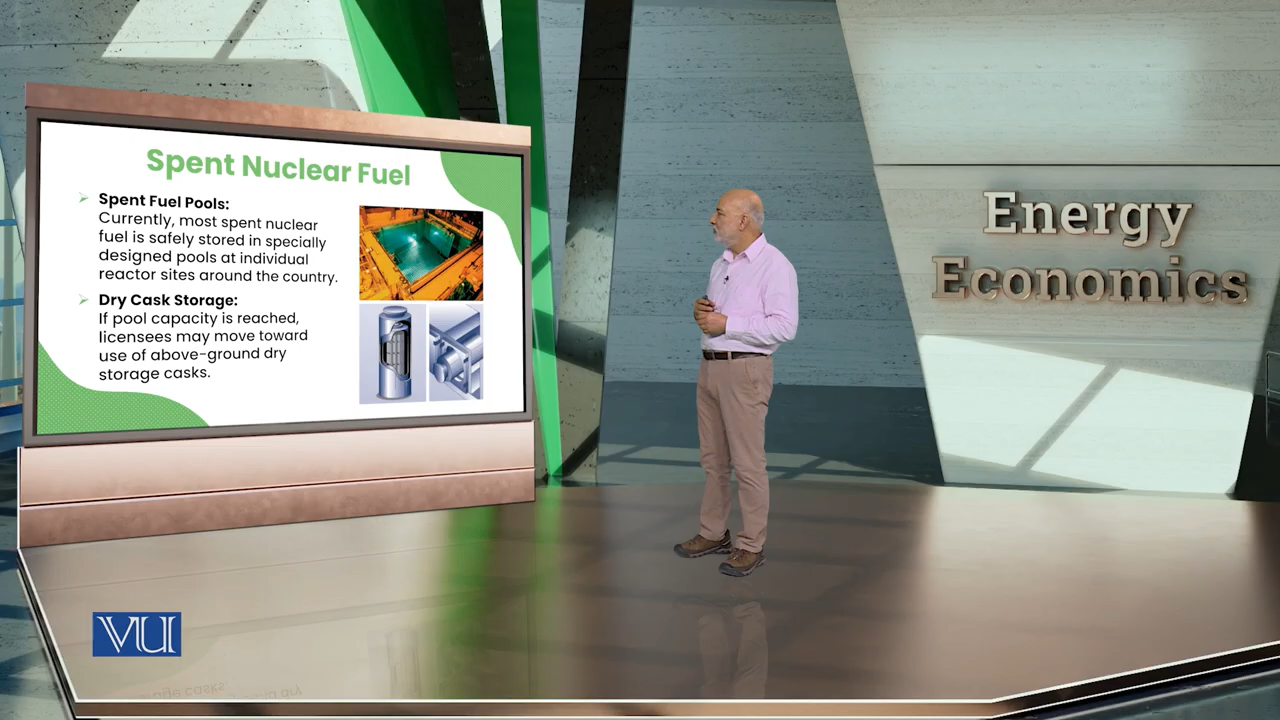 Spent Nuclear Fuel
Spent Fuel Pools:
Currently, most spent nuclear
fuel is safely stored in specially
designed pools at individual
reactor sites around the country.
Dry Cask Storage:
If pool capacity is reached,
licensees may move toward
use of above-ground dry
storage casks.
Energy
Economics
VU